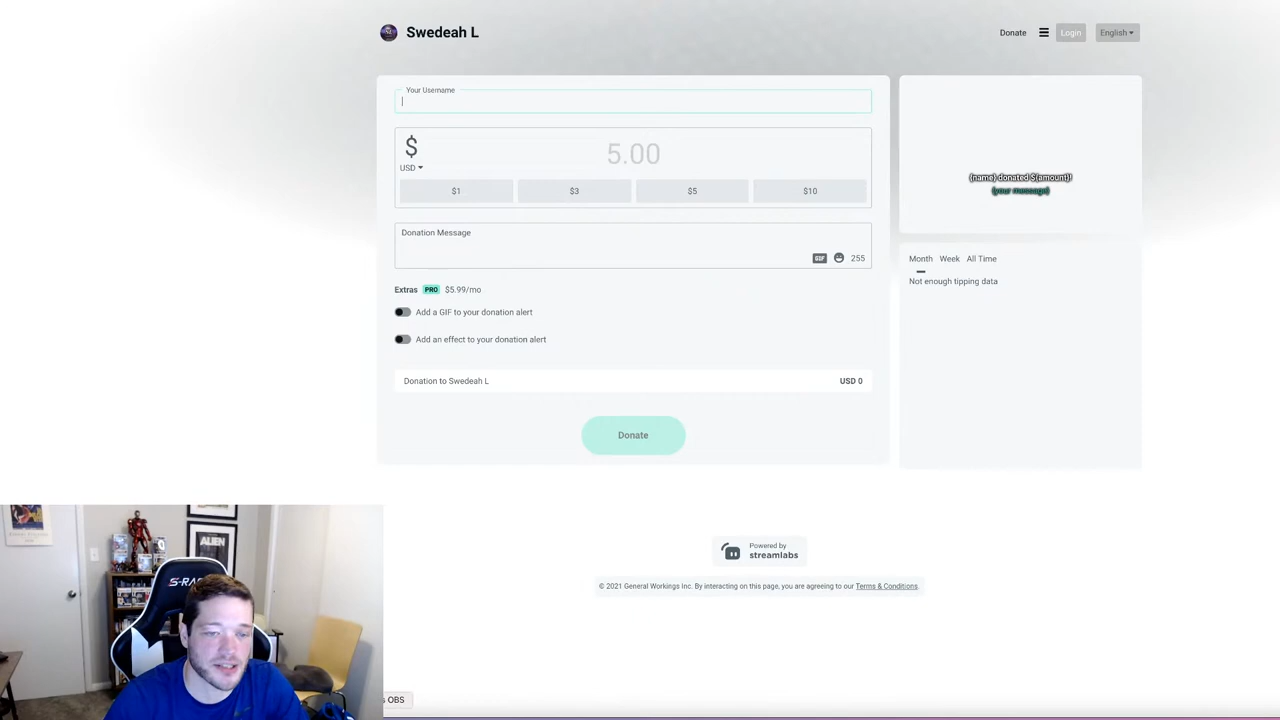 Swedeah L
Donate
Login
English
Your Username
$
5.00
USD
$1
$3
$5
$10
Donation Message
GIF
255
Extras PRO $5.99/mo
Add a GIF to your donation alert
Add an effect to your donation alert
Donation to Swedeah L
USD 0
Donate
{name} donated ${amount}!
{your message}
Month Week All Time
Not enough tipping data
Powered by
streamlabs
© 2021 General Workings Inc. By interacting on this page, you are agreeing to our Terms & Conditions.
ALIEN
S-RAC
s OBS